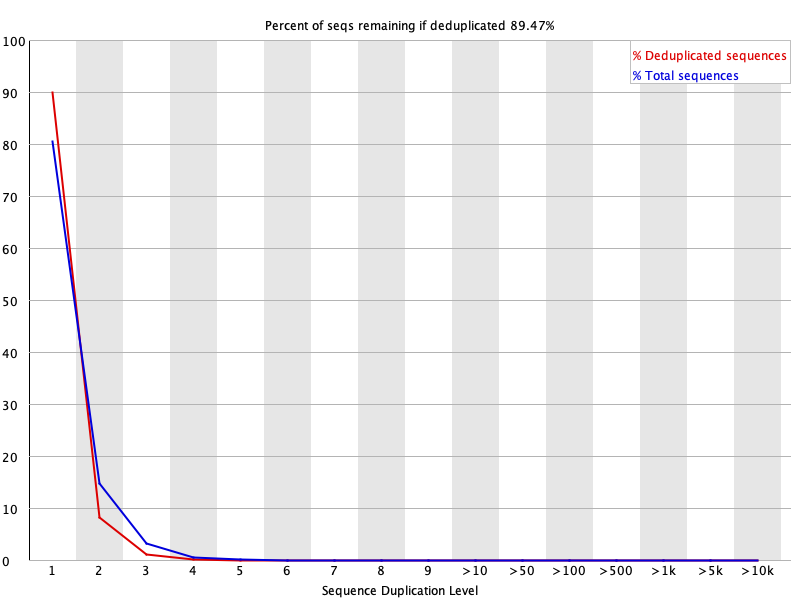 Percent of seqs remaining if deduplicated 89.47%
% Deduplicated sequences
% Total sequences
100
90
80
70
60
50
40
30
20
10
0
1 2 3 4 5 6 7 8 9 >10 >50 >100 >500 >1k >5k >10k
Sequence Duplication Level